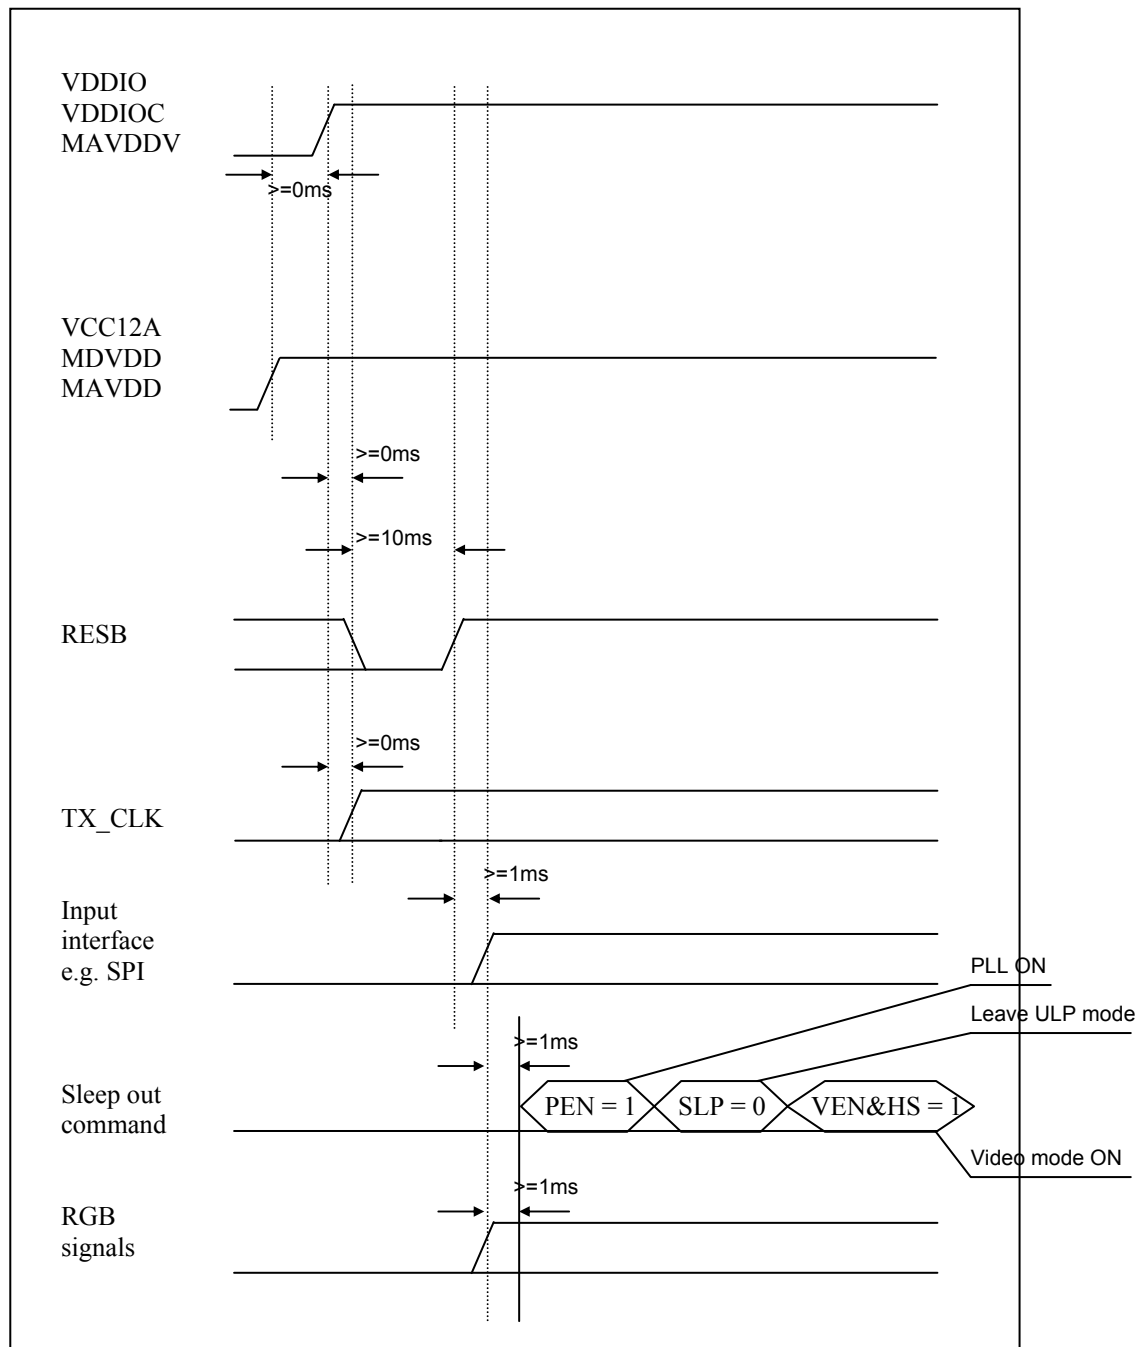 VDDIO
VDDIOC
MAVDDV
>=0ms
VCC12A
MDVDD
MAVDD
>=0ms
>=10ms
RESB
>=0ms
TX_CLK
>=1ms
Input
interface
e.g. SPI
PLL ON
Leave ULP mode
>=1ms
Sleep out
command
PEN = 1
SLP = 0
VEN&HS = 1
Video mode ON
>=1ms
RGB
signals